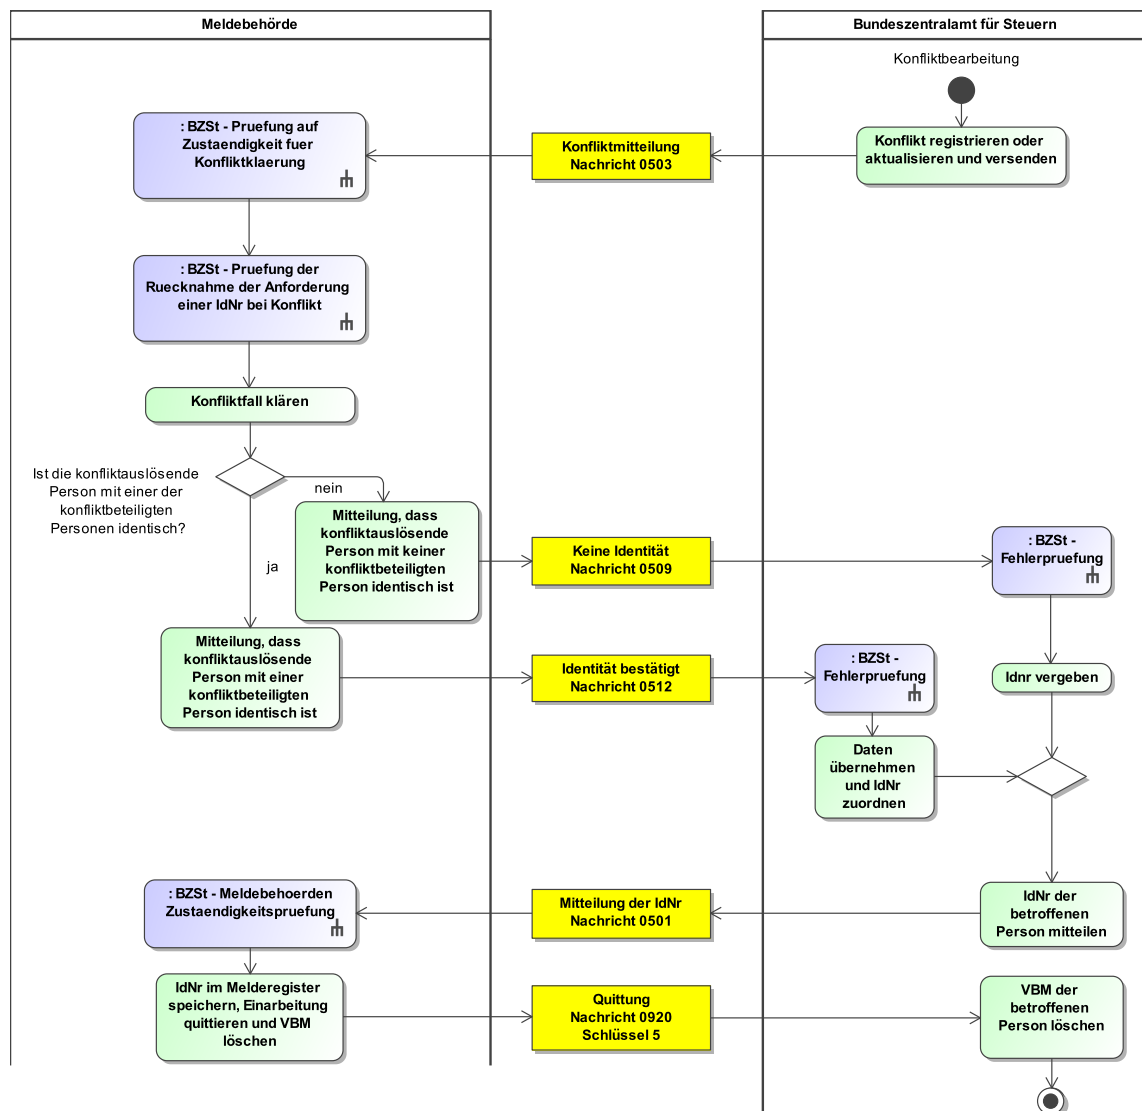 Meldebehörde
Bundeszentralamt für Steuern
Konfliktbearbeitung
Konflikt registrieren oder
aktualisieren und versenden
Konfliktmitteilung
Nachricht 0503
: BZSt - Pruefung auf
Zustaendigkeit fuer
Konfliktklaerung
: BZSt - Pruefung der
Ruecknahme der Anforderung
einer IdNr bei Konflikt
Konfliktfall klären
Ist die konfliktauslösende
Person mit einer der
konfliktbeteiligten
Personen identisch?
nein
ja
Mitteilung, dass
konfliktauslösende
Person mit keiner
konfliktbeteiligten
Person identisch ist
Keine Identität
Nachricht 0509
: BZSt -
Fehlerpruefung
Idnr vergeben
Mitteilung, dass
konfliktauslösende
Person mit einer
konfliktbeteiligten
Person identisch ist
Identität bestätigt
Nachricht 0512
: BZSt -
Fehlerpruefung
Daten
übernehmen
und IdNr
zuordnen
IdNr der
betroffenen
Person mitteilen
Mitteilung der IdNr
Nachricht 0501
: BZSt - Meldebehoerden
Zustaendigkeitspruefung
IdNr im Melderegister
speichern, Einarbeitung
quittieren und VBM
löschen
Quittung
Nachricht 0920
Schlüssel 5
VBM der
betroffenen
Person löschen